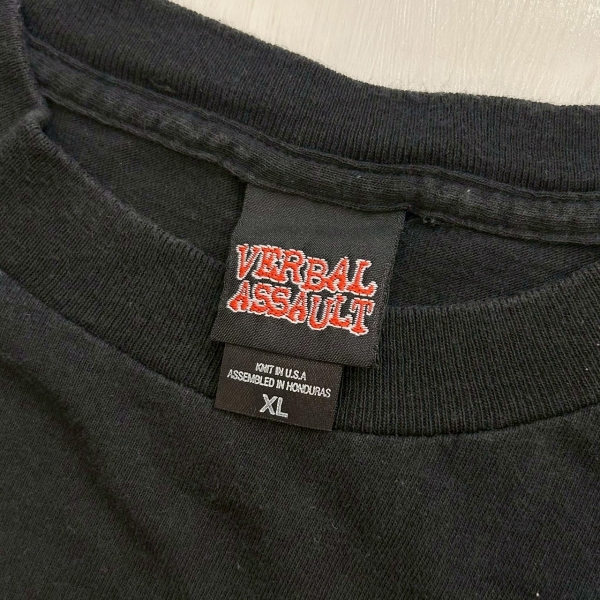 VERBAL
ASSAULT
KNIT IN U.S.A
ASSEMBLED IN HONDURAS
XL